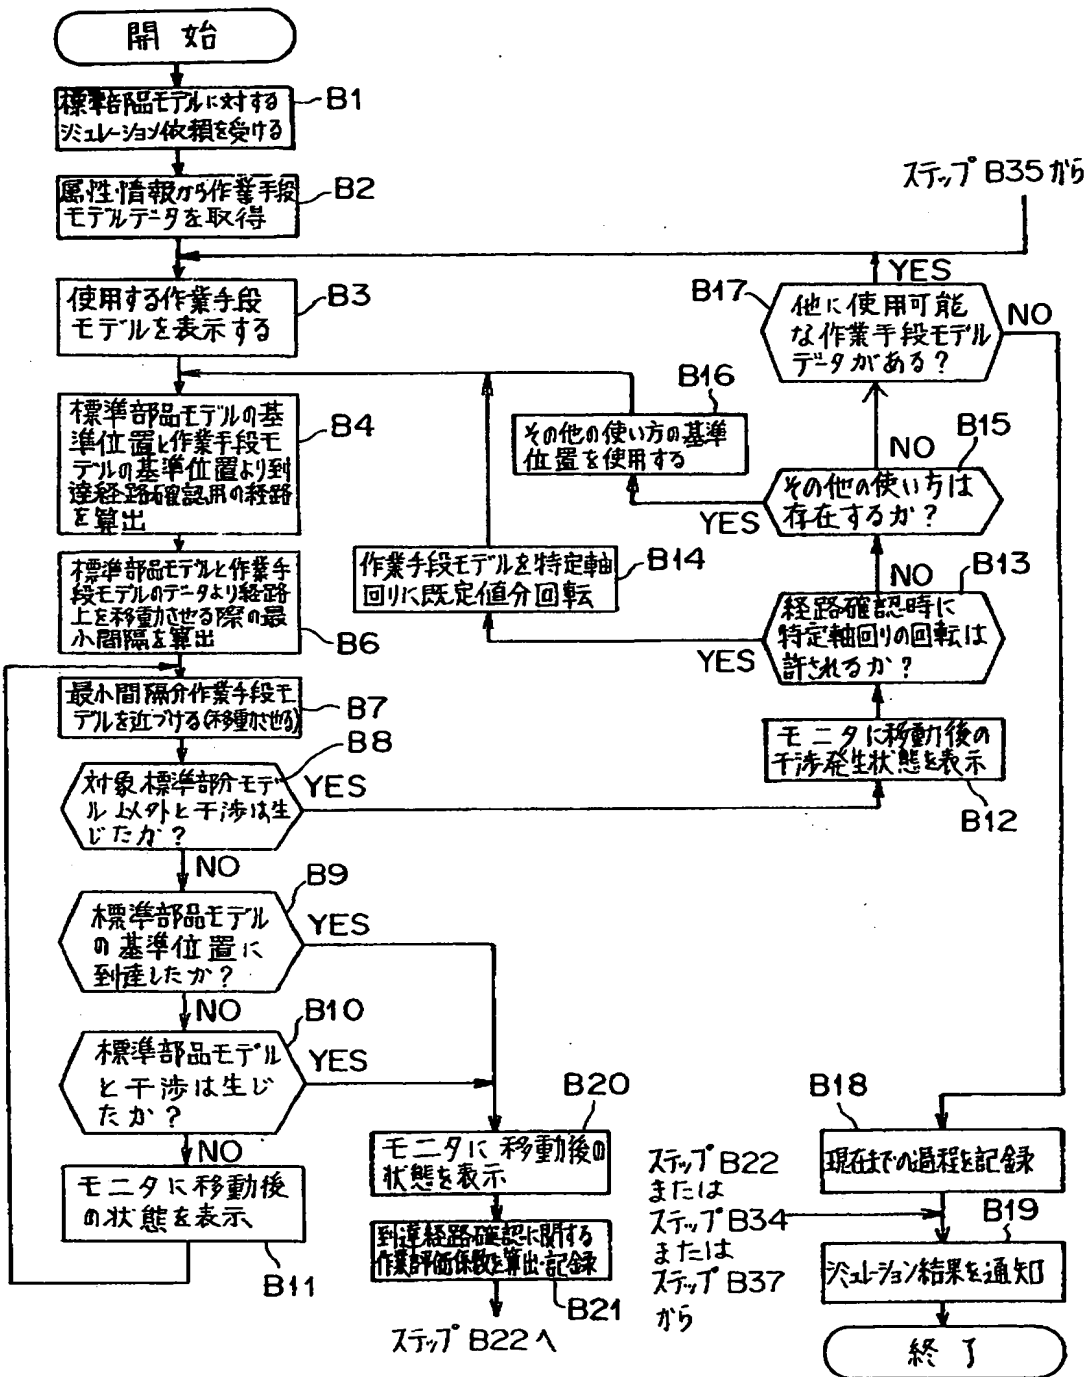 開始
標準部品モデルに対する
シミュレーション依頼を受ける
B1
属性情報から作業手段
モデルデータを取得
B2
使用する作業手段
モデルを表示する
B3
標準部品モデルの基
準位置と作業手段モ
デルの基準位置より到
達経路確認用の経路
を算出
B4
標準部品モデルと作業手
段モデルのデータより経路
上を移動させる際の最
小間隔を算出
B6
最小間隔分作業手段モ
デルを近づける(移動させる)
B7
対象標準部分モデ
ル以外と干渉は生
じたか?
B8
YES
NO
標準部品モデル
の基準位置に
到達したか?
B9
YES
NO
標準部品モデル
と干渉は生じ
たか?
B10
YES
NO
モニタに移動後
の状態を表示
B11
ステップB35から
B17
YES
NO
他に使用可能
な作業手段モデル
データがある?
B16
その他の使い方の基準
位置を使用する
NO
B15
その他の使い方は
存在するか?
YES
B14
作業手段モデルを特定軸
回りに既定値分回転
NO
B13
経路確認時に
特定軸回りの回転は
許されるか?
YES
モニタに移動後の
干渉発生状態を表示
B12
B20
モニタに移動後の
状態を表示
到達経路確認に関する
作業評価係数を算出・記録
B21
ステップB22へ
B18
現在までの過程を記録
ステップB22
または
ステップB34
または
ステップB37
から
B19
シミュレーション結果を通知
終了